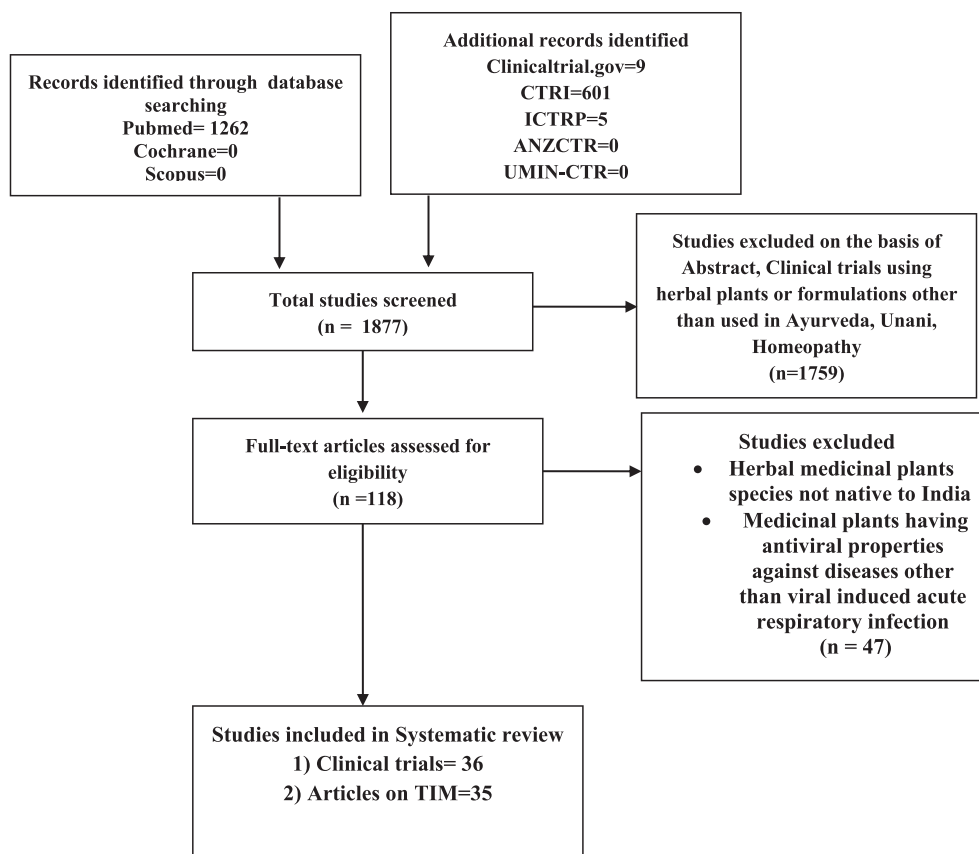 Records identified through database
searching
Pubmed= 1262
Cochrane=0
Scopus=0
Additional records identified
Clinicaltrial.gov=9
CTRI=601
ICTRP=5
ANZCTR=0
UMIN-CTR=0
Total studies screened
(n = 1877)
Studies excluded on the basis of
Abstract, Clinical trials using
herbal plants or formulations other
than used in Ayurveda, Unani,
Homeopathy
(n=1759)
Full-text articles assessed for
eligibility
(n =118)
Studies excluded
• Herbal medicinal plants
species not native to India
• Medicinal plants having
antiviral properties
against diseases other
than viral induced acute
respiratory infection
(n = 47)
Studies included in Systematic review
1) Clinical trials= 36
2) Articles on TIM=35